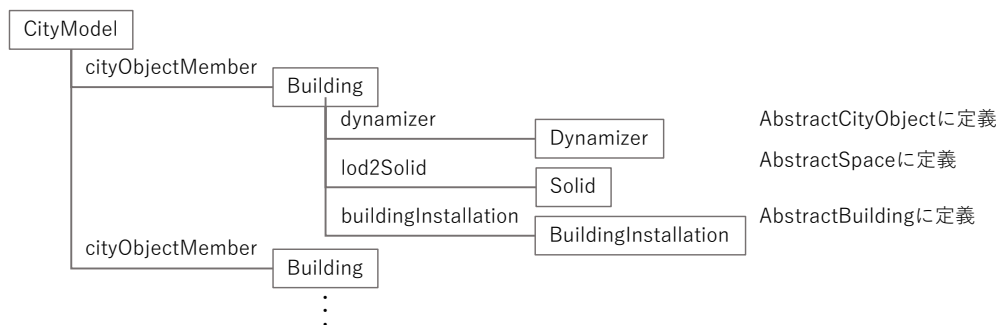 CityModel
cityObjectMember
Building
dynamizer
Dynamizer
AbstractCityObjectに定義
lod2Solid
Solid
AbstractSpaceに定義
buildingInstallation
BuildingInstallation
AbstractBuildingに定義
cityObjectMember
Building
⋮